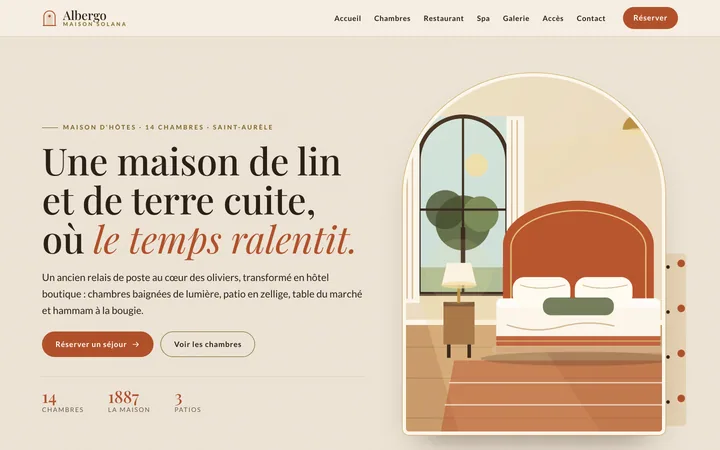 Albergo
MAISON SOLANA
Accueil
Chambres
Restaurant
Spa
Galerie
Accès
Contact
Réserver
MAISON D'HÔTES · 14 CHAMBRES · SAINT-AURÈLE
Une maison de lin
et de terre cuite,
où le temps ralentit.
Un ancien relais de poste au cœur des oliviers, transformé en hôtel
boutique : chambres baignées de lumière, patio en zellige, table du marché
et hammam à la bougie.
Réserver un séjour →
Voir les chambres
14
CHAMBRES
1887
LA MAISON
3
PATIOS